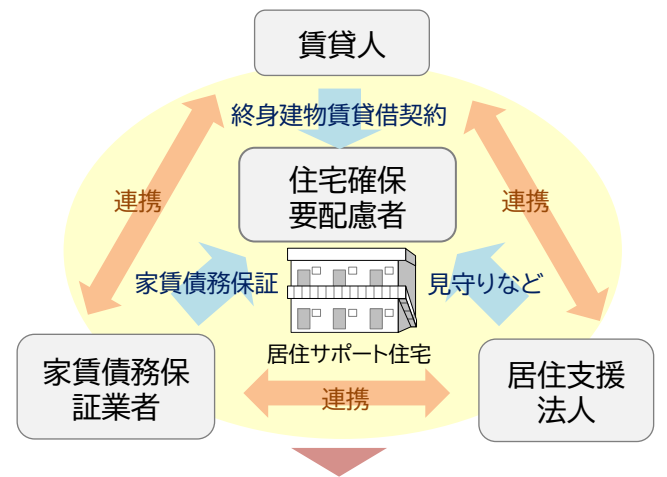 賃貸人
終身建物賃貸借契約
住宅確保
要配慮者
連携
連携
家賃債務保証
見守りなど
居住サポート住宅
家賃債務保
証業者
連携
居住支援
法人